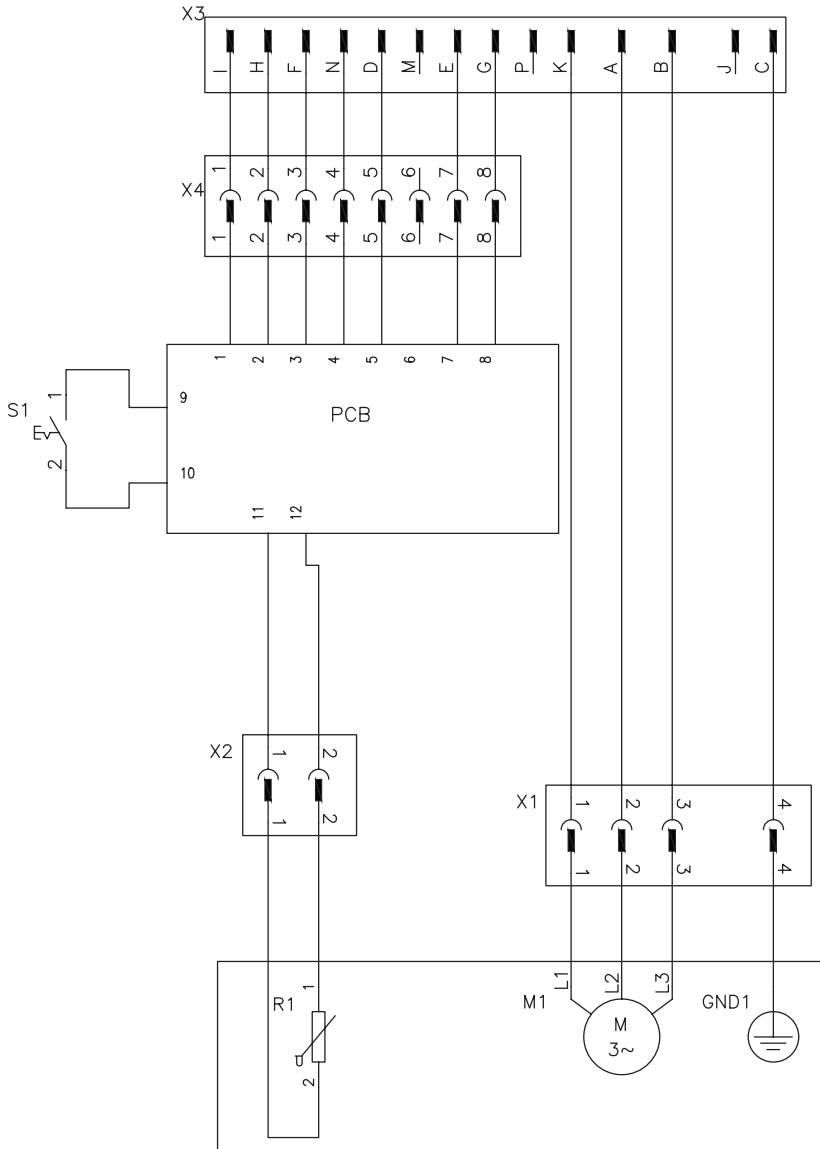 X3
I H F N D M E G P K A B J C
1 2 3 4 5 6 7 8
X4
1 2 3 4 5 6 7 8
1 2 3 4 5 6 7 8
S1
1
2
9
PCB
10
11 12
X2
1 2
1 2
X1
1 2 3 4
1 2 3 4
R1
1
2
M1
L1 L2 L3
M
3~
GND1